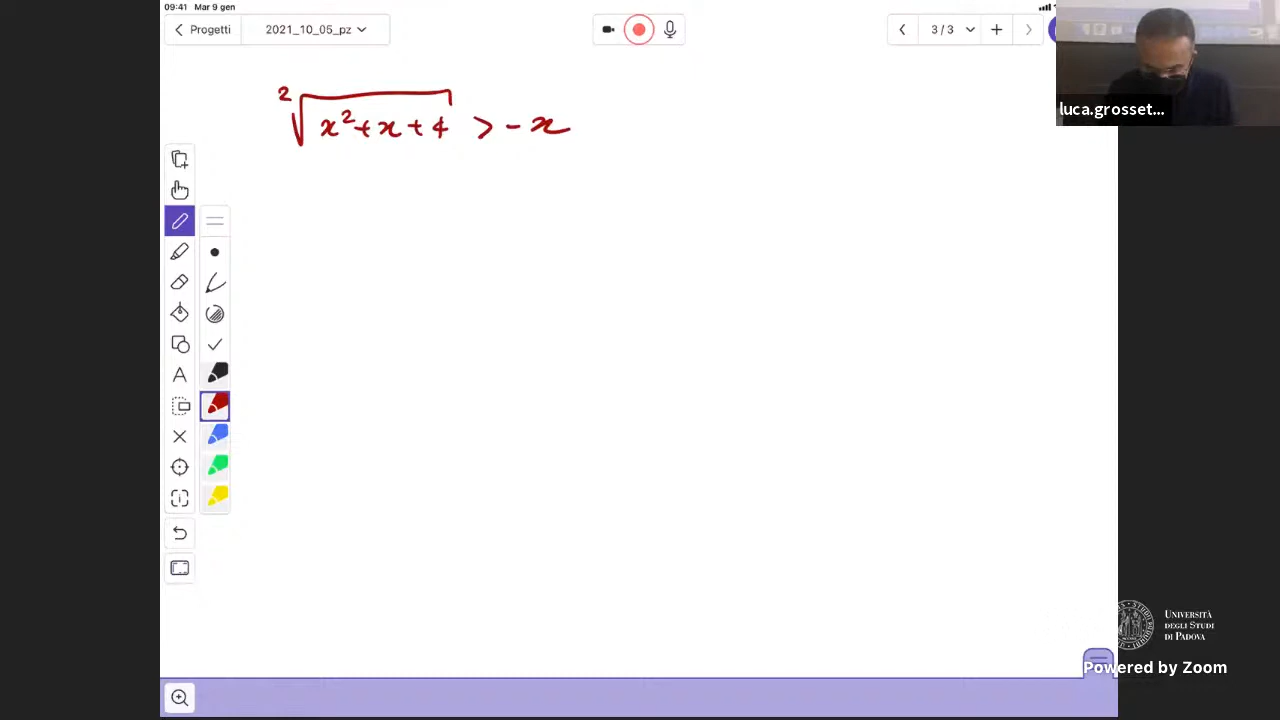 09:41 Mar 9 gen
Progetti
2021_10_05_pz
3/3
²√(x²+x+4) > -x
A
luca.grosset...
UNIVERSITÀ
DEGLI STUDI
DI PADOVA
Powered by Zoom